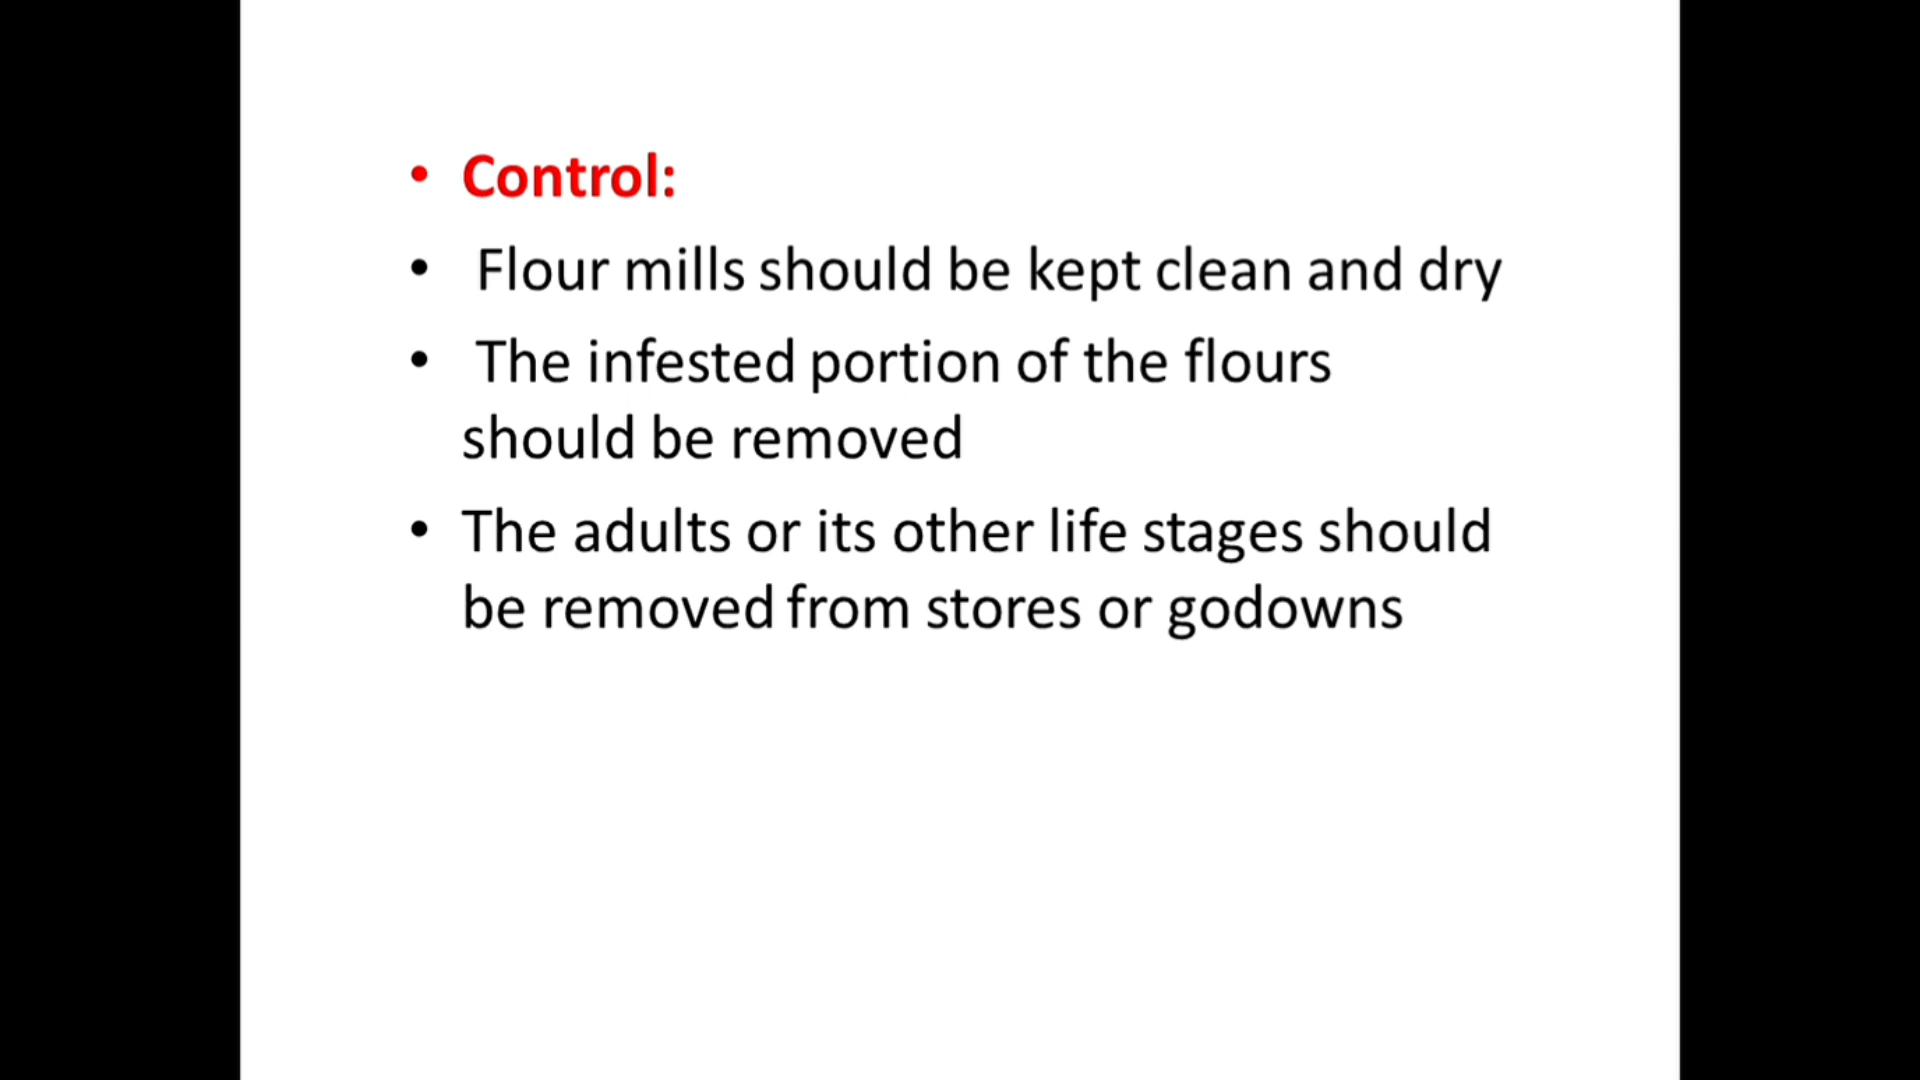 • Control:
• Flour mills should be kept clean and dry
• The infested portion of the flours
should be removed
• The adults or its other life stages should
be removed from stores or godowns